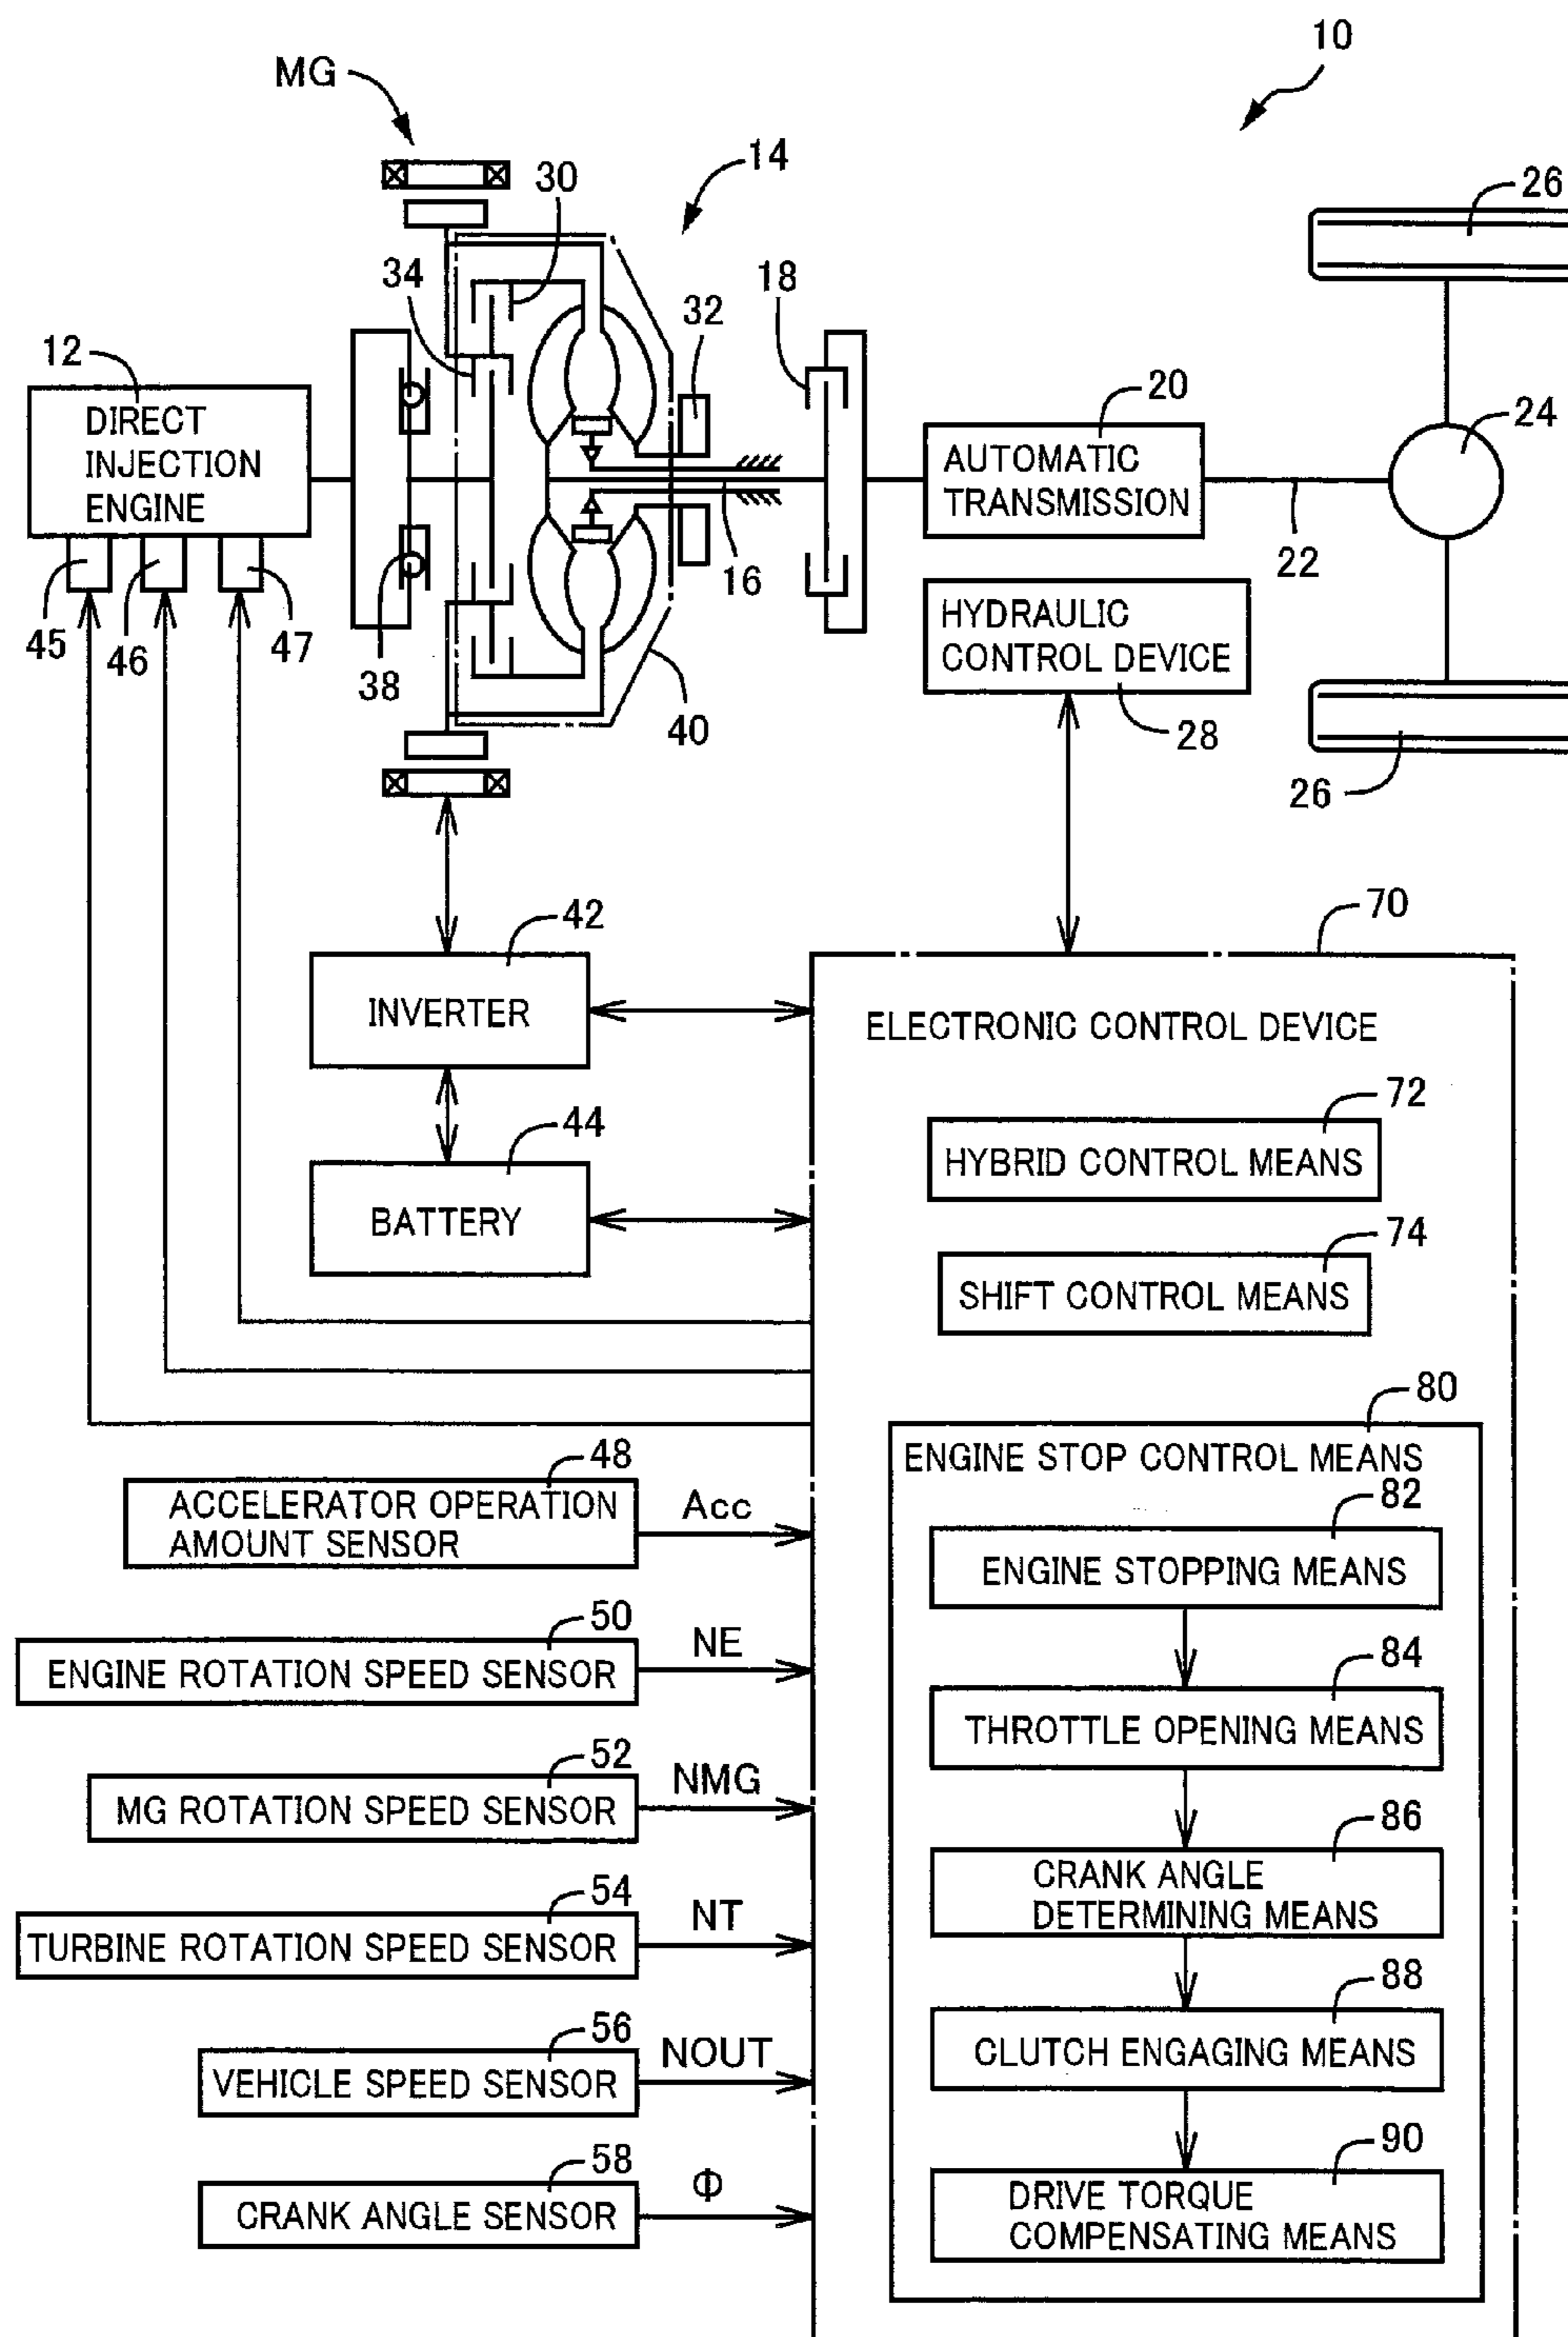 10
MG
14
30
26
34
18
32
12
DIRECT
INJECTION
ENGINE
20
AUTOMATIC
TRANSMISSION
24
22
16
45
46
47
38
HYDRAULIC
CONTROL DEVICE
28
40
26
42
INVERTER
70
ELECTRONIC CONTROL DEVICE
44
BATTERY
72
HYBRID CONTROL MEANS
74
SHIFT CONTROL MEANS
80
ENGINE STOP CONTROL MEANS
48
ACCELERATOR OPERATION
AMOUNT SENSOR
Acc
82
ENGINE STOPPING MEANS
50
ENGINE ROTATION SPEED SENSOR
NE
84
THROTTLE OPENING MEANS
52
MG ROTATION SPEED SENSOR
NMG
86
CRANK ANGLE
DETERMINING MEANS
54
TURBINE ROTATION SPEED SENSOR
NT
88
CLUTCH ENGAGING MEANS
56
VEHICLE SPEED SENSOR
NOUT
90
DRIVE TORQUE
COMPENSATING MEANS
58
CRANK ANGLE SENSOR
Φ